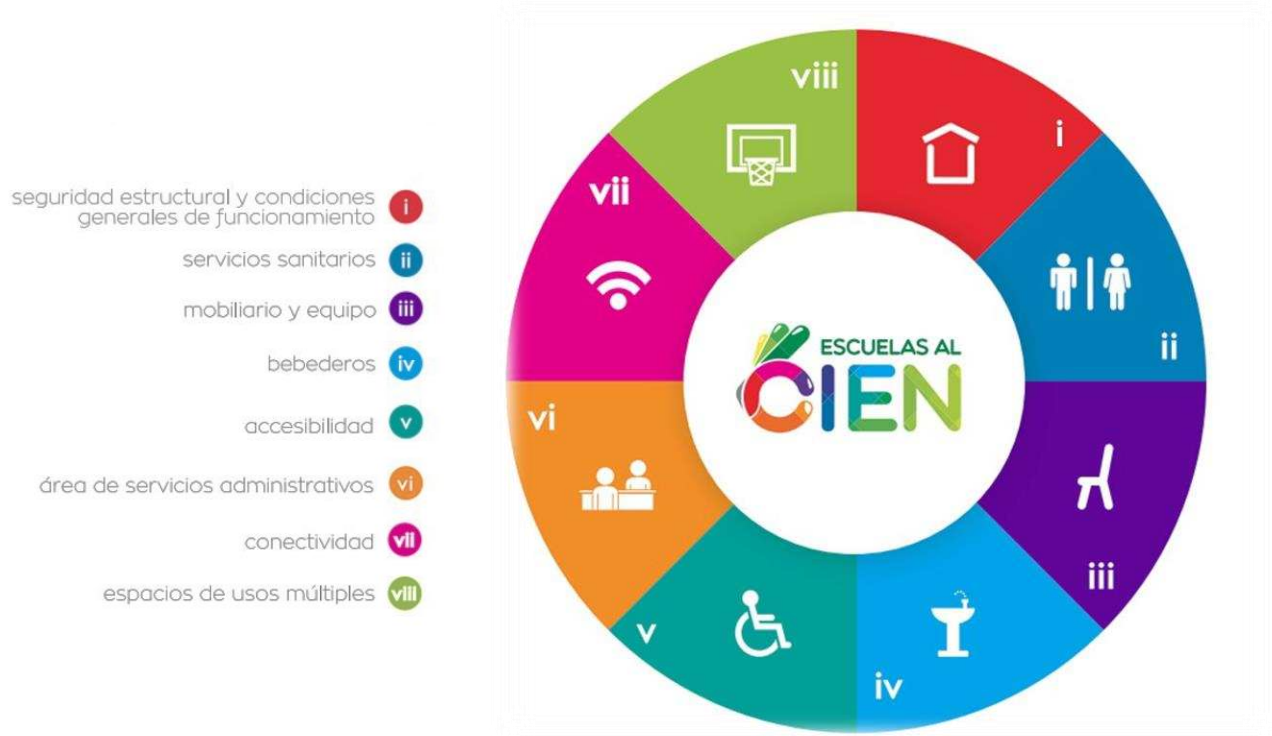 seguridad estructural y condiciones
generales de funcionamiento
i
servicios sanitarios
ii
mobiliario y equipo
iii
bebederos
iv
accesibilidad
v
área de servicios administrativos
vi
conectividad
vii
espacios de usos múltiples
viii
viii
i
vii
ii
ESCUELAS AL
CIEN
vi
iii
v
iv